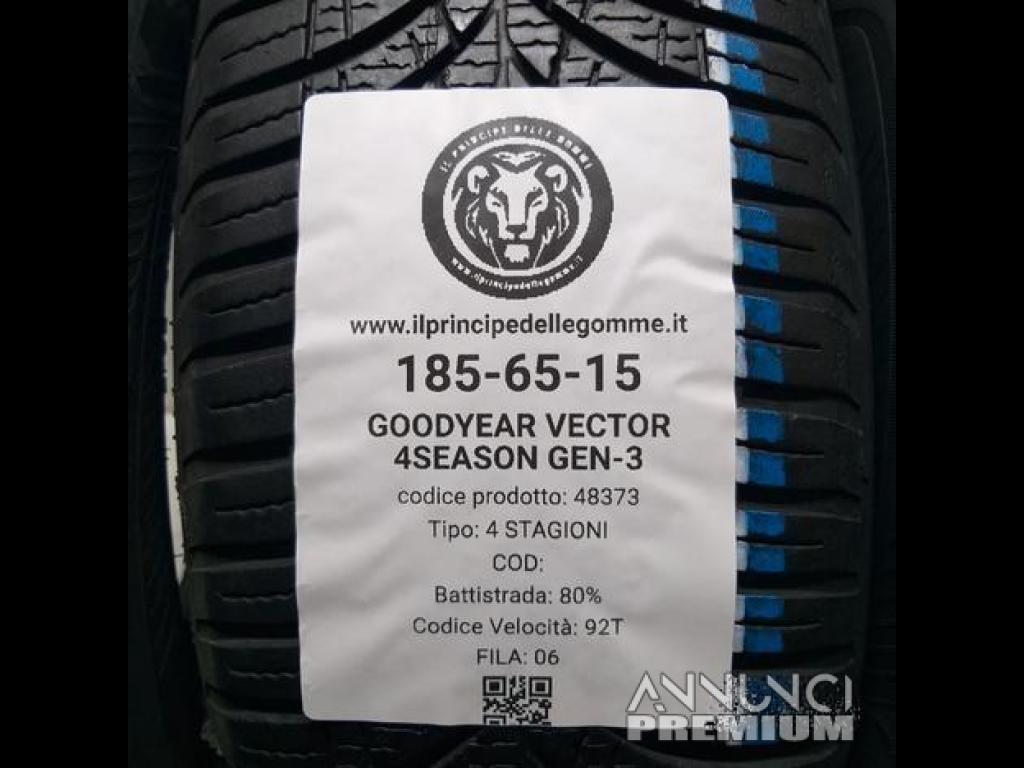 IL PRINCIPE DELLE GOMME
www.ilprincipedellegomme.it
www.ilprincipedellegomme.it
185-65-15
GOODYEAR VECTOR
4SEASON GEN-3
codice prodotto: 48373
Tipo: 4 STAGIONI
COD:
Battistrada: 80%
Codice Velocità: 92T
FILA: 06
ANNUNCI
PREMIUM